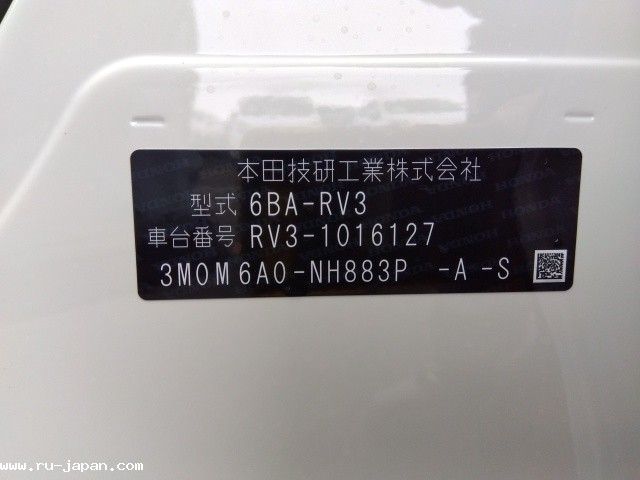 本田技研工業株式会社
型式 6BA-RV3
車台番号 RV3-1016127
3M0M6A0-NH883P -A-S
www.ru-japan.com